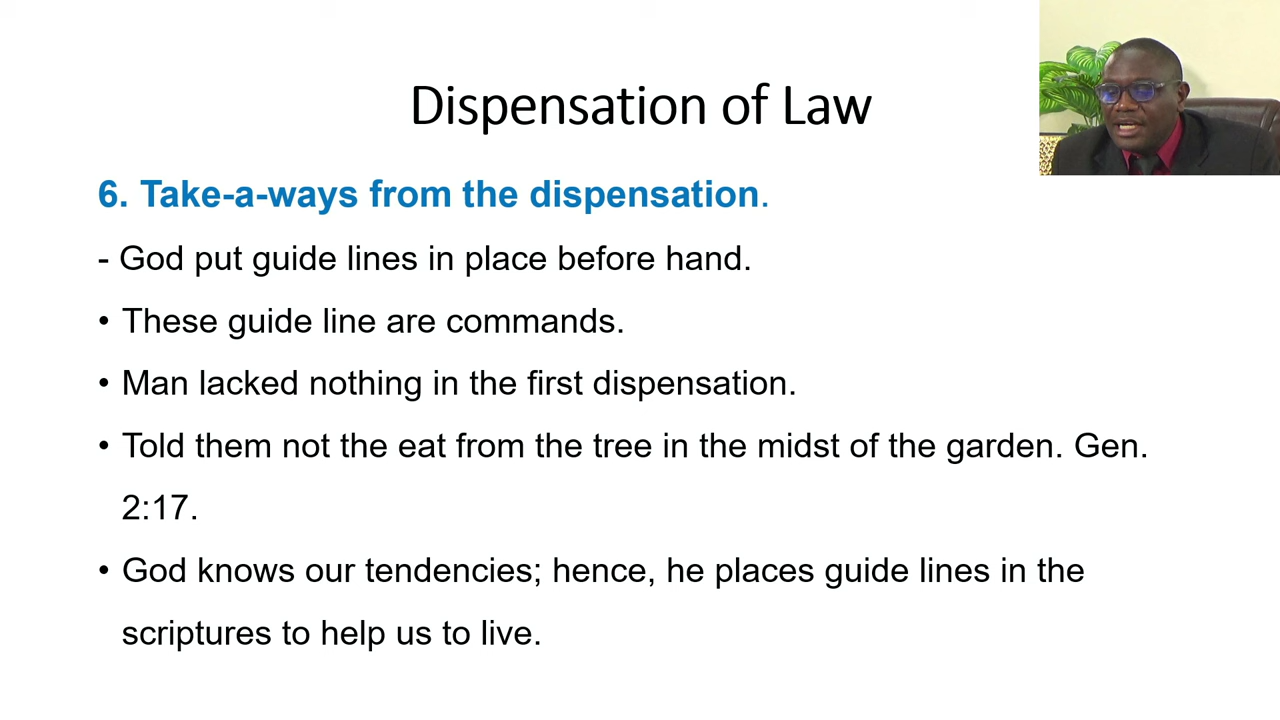 Dispensation of Law
6. Take-a-ways from the dispensation.
- God put guide lines in place before hand.
• These guide line are commands.
• Man lacked nothing in the first dispensation.
• Told them not the eat from the tree in the midst of the garden. Gen.
2:17.
• God knows our tendencies; hence, he places guide lines in the
scriptures to help us to live.